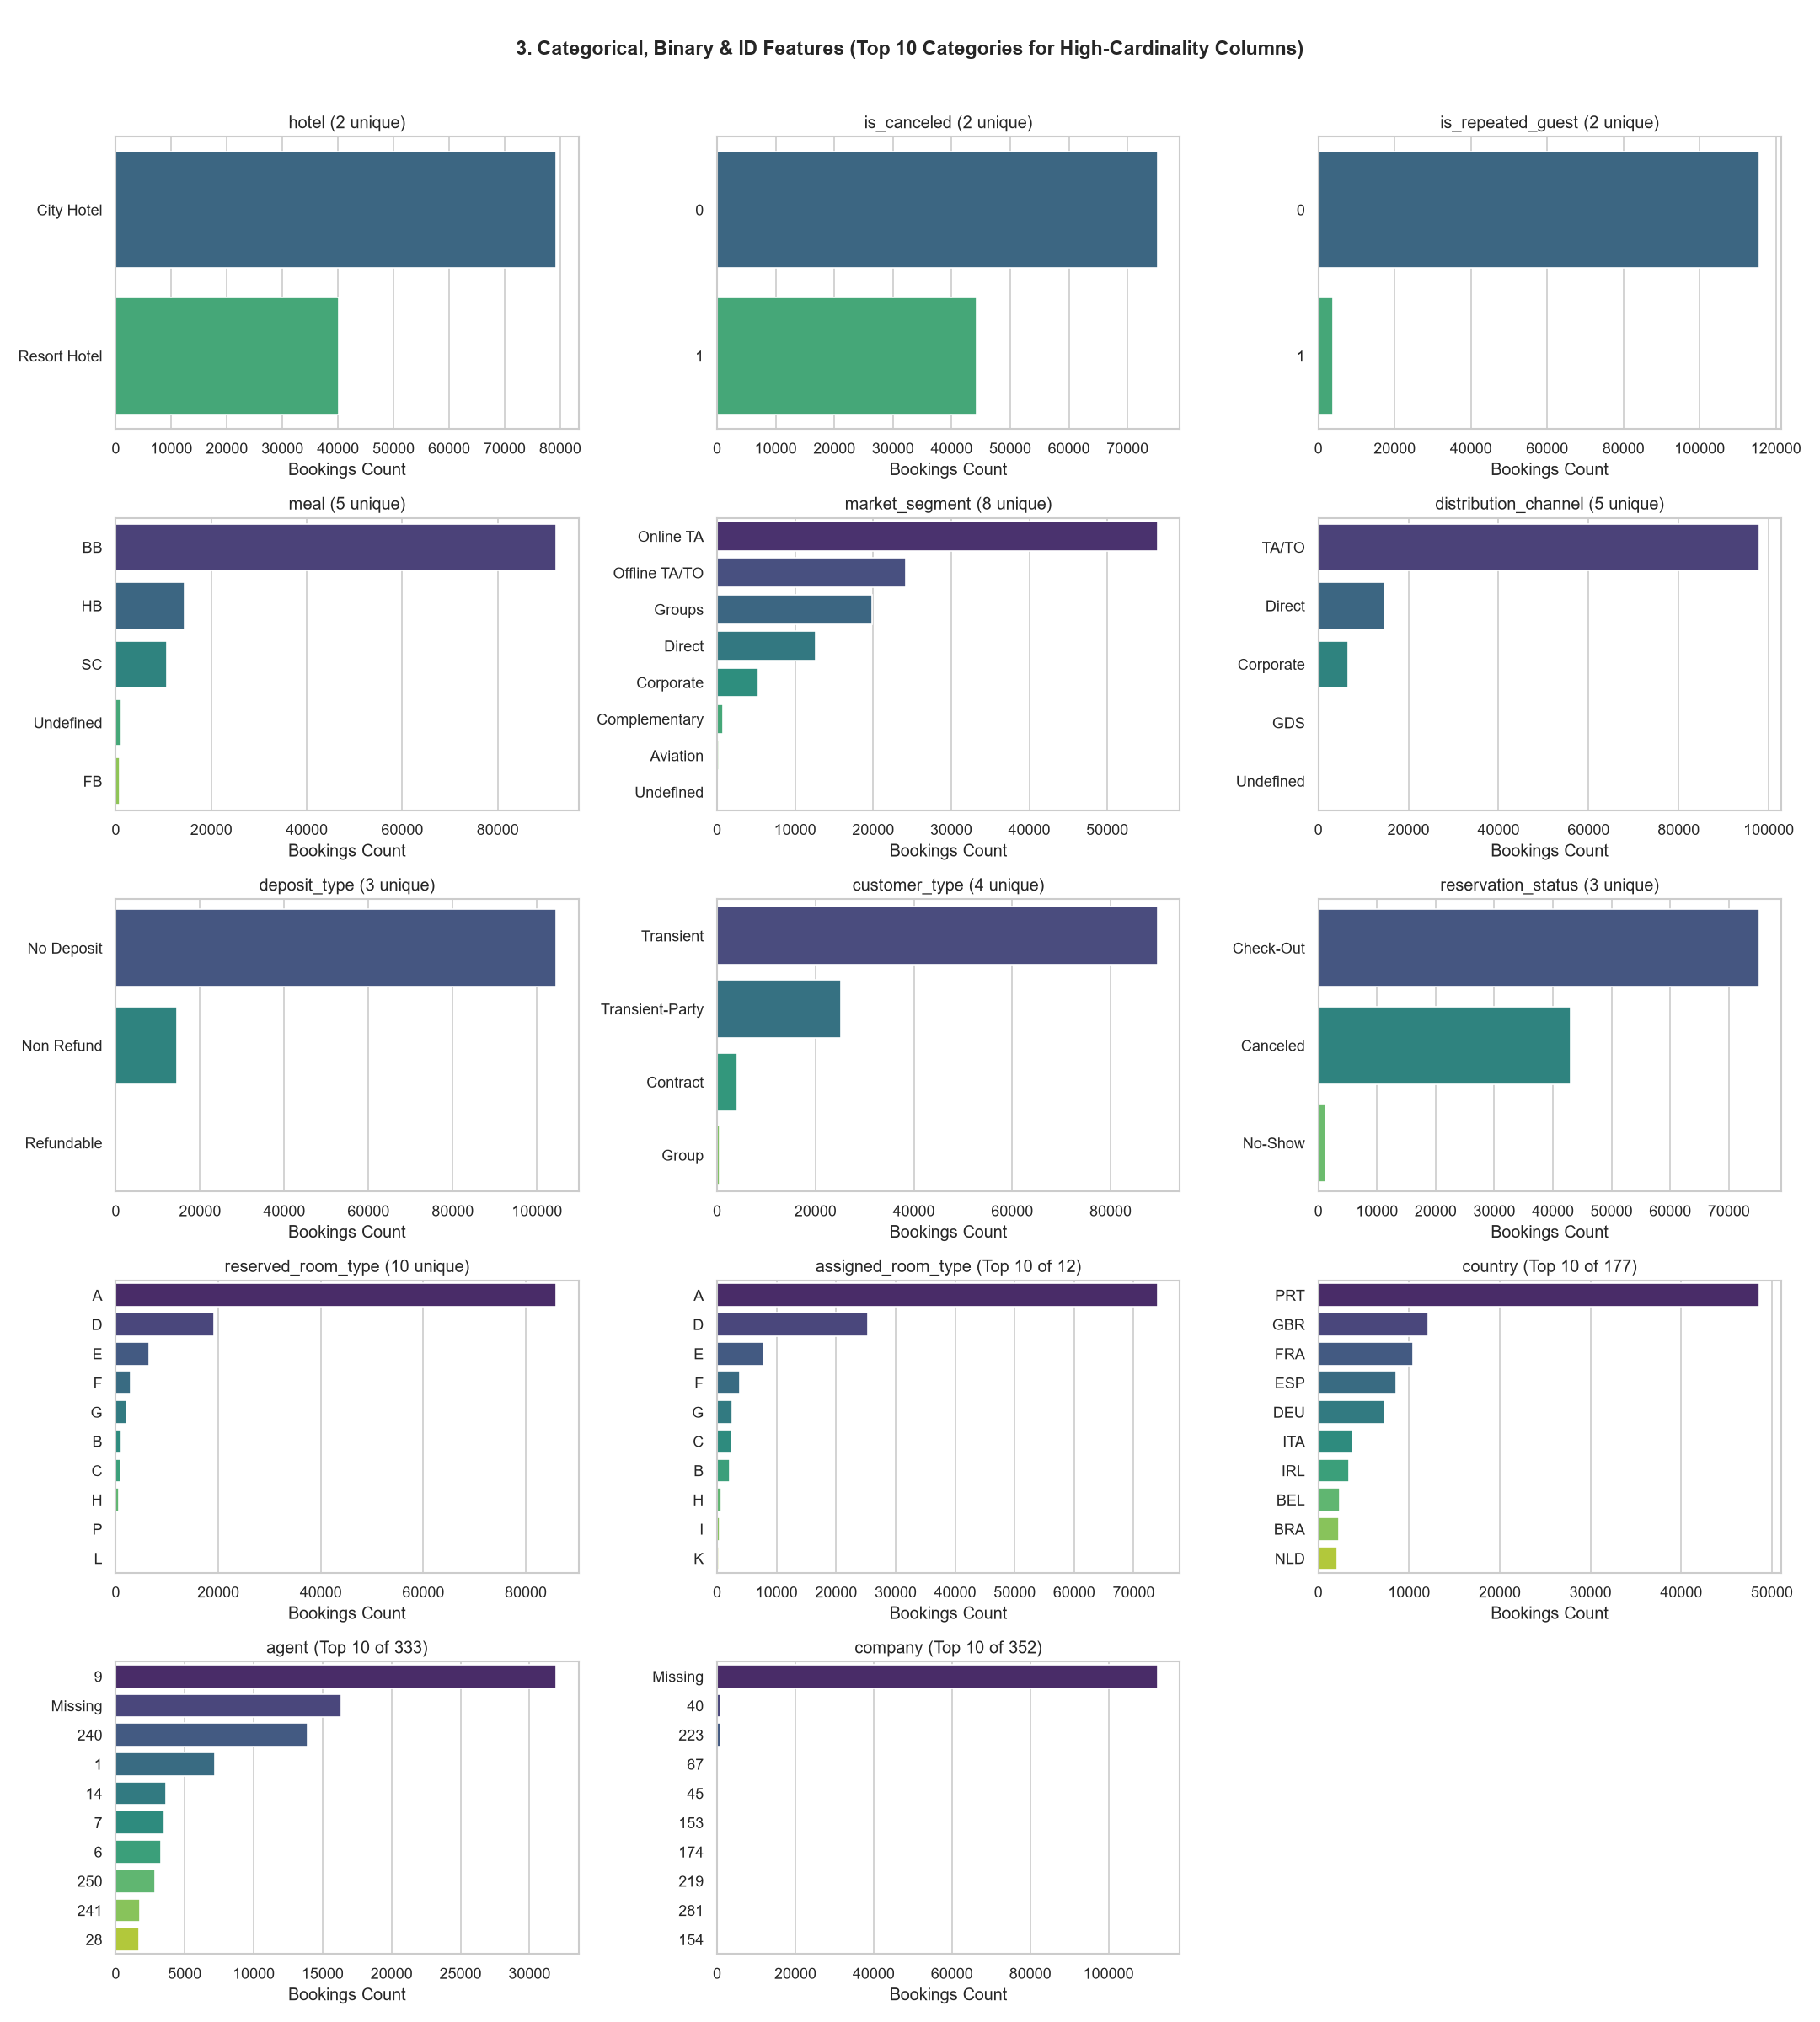 3. Categorical, Binary & ID Features (Top 10 Categories for High-Cardinality Columns)
hotel (2 unique)
City Hotel
Resort Hotel
0 10000 20000 30000 40000 50000 60000 70000 80000
Bookings Count
is_canceled (2 unique)
0
1
0 10000 20000 30000 40000 50000 60000 70000
Bookings Count
is_repeated_guest (2 unique)
0
1
0 20000 40000 60000 80000 100000 120000
Bookings Count
meal (5 unique)
BB
HB
SC
Undefined
FB
0 20000 40000 60000 80000
Bookings Count
market_segment (8 unique)
Online TA
Offline TA/TO
Groups
Direct
Corporate
Complementary
Aviation
Undefined
0 10000 20000 30000 40000 50000
Bookings Count
distribution_channel (5 unique)
TA/TO
Direct
Corporate
GDS
Undefined
0 20000 40000 60000 80000 100000
Bookings Count
deposit_type (3 unique)
No Deposit
Non Refund
Refundable
0 20000 40000 60000 80000 100000
Bookings Count
customer_type (4 unique)
Transient
Transient-Party
Contract
Group
0 20000 40000 60000 80000
Bookings Count
reservation_status (3 unique)
Check-Out
Canceled
No-Show
0 10000 20000 30000 40000 50000 60000 70000
Bookings Count
reserved_room_type (10 unique)
A
D
E
F
G
B
C
H
P
L
0 20000 40000 60000 80000
Bookings Count
assigned_room_type (Top 10 of 12)
A
D
E
F
G
C
B
H
I
K
0 10000 20000 30000 40000 50000 60000 70000
Bookings Count
country (Top 10 of 177)
PRT
GBR
FRA
ESP
DEU
ITA
IRL
BEL
BRA
NLD
0 10000 20000 30000 40000 50000
Bookings Count
agent (Top 10 of 333)
9
Missing
240
1
14
7
6
250
241
28
0 5000 10000 15000 20000 25000 30000
Bookings Count
company (Top 10 of 352)
Missing
40
223
67
45
153
174
219
281
154
0 20000 40000 60000 80000 100000
Bookings Count